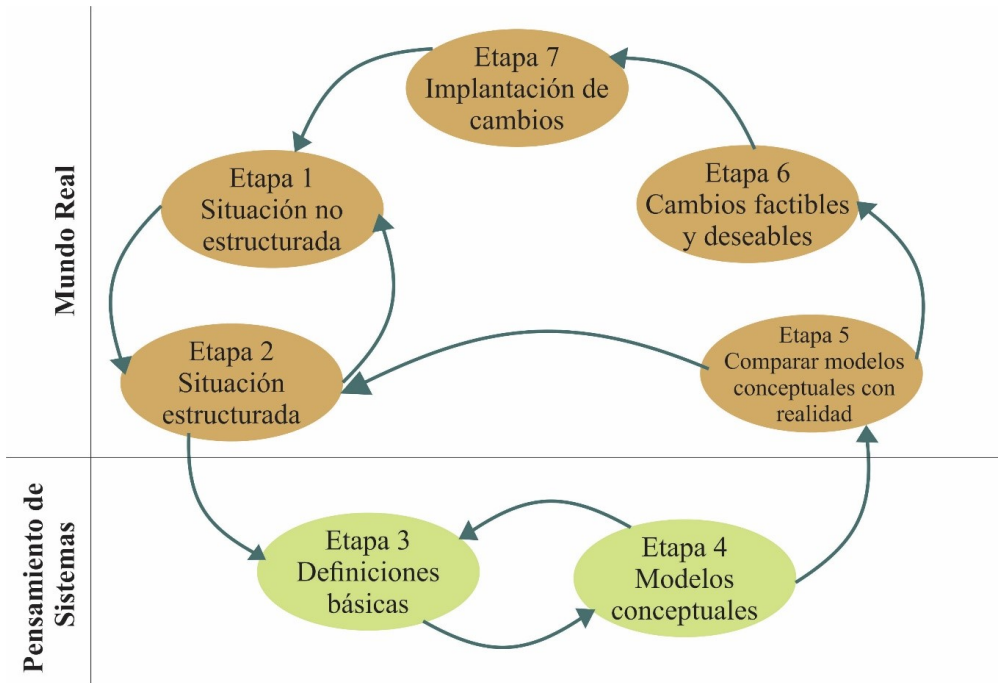 Mundo Real
Etapa 7
Implantación de
cambios
Etapa 1
Situación no
estructurada
Etapa 6
Cambios factibles
y deseables
Etapa 2
Situación
estructurada
Etapa 5
Comparar modelos
conceptuales con
realidad
Pensamiento de
Sistemas
Etapa 3
Definiciones
básicas
Etapa 4
Modelos
conceptuales